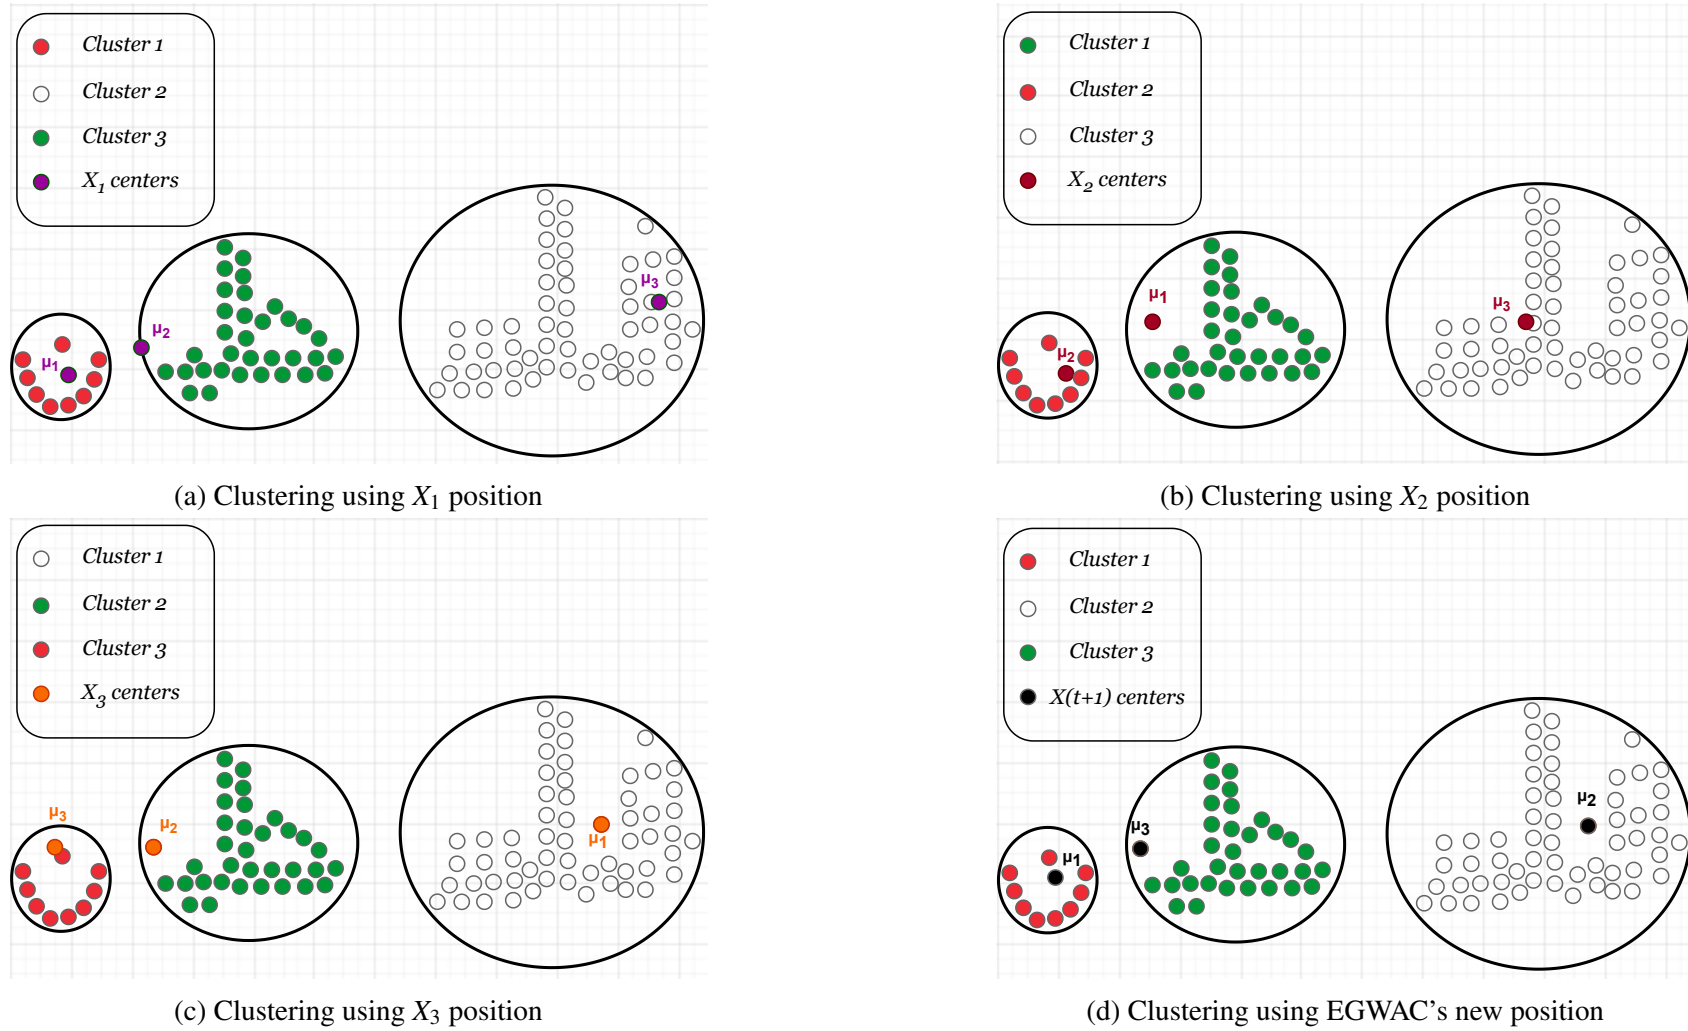 Cluster 1
Cluster 2
Cluster 3
X1 centers
μ1
μ2
μ3
(a) Clustering using X1 position
Cluster 1
Cluster 2
Cluster 3
X2 centers
μ1
μ2
μ3
(b) Clustering using X2 position
Cluster 1
Cluster 2
Cluster 3
X3 centers
μ3
μ2
μ1
(c) Clustering using X3 position
Cluster 1
Cluster 2
Cluster 3
X(t+1) centers
μ1
μ3
μ2
(d) Clustering using EGWAC's new position